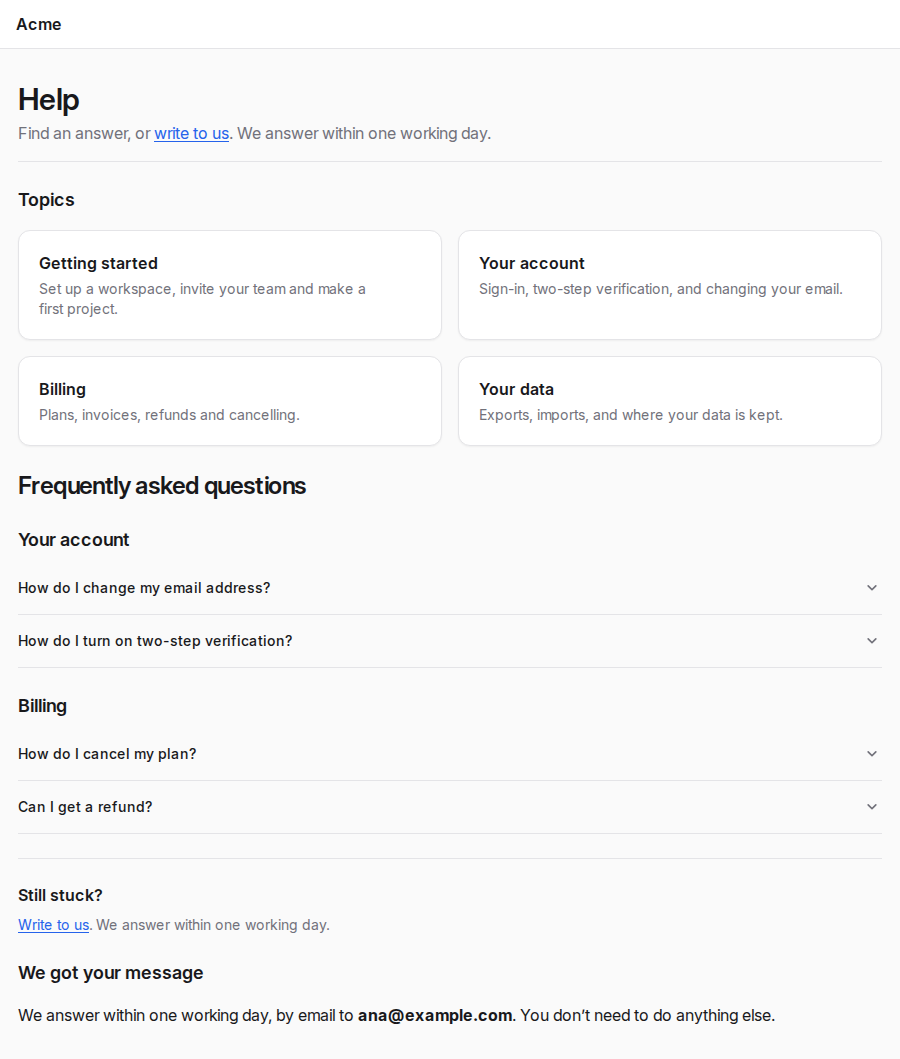 Acme
Help
Find an answer, or write to us. We answer within one working day.
Topics
Getting started
Set up a workspace, invite your team and make a
first project.
Your account
Sign-in, two-step verification, and changing your email.
Billing
Plans, invoices, refunds and cancelling.
Your data
Exports, imports, and where your data is kept.
Frequently asked questions
Your account
How do I change my email address?
How do I turn on two-step verification?
Billing
How do I cancel my plan?
Can I get a refund?
Still stuck?
Write to us. We answer within one working day.
We got your message
We answer within one working day, by email to ana@example.com. You don’t need to do anything else.